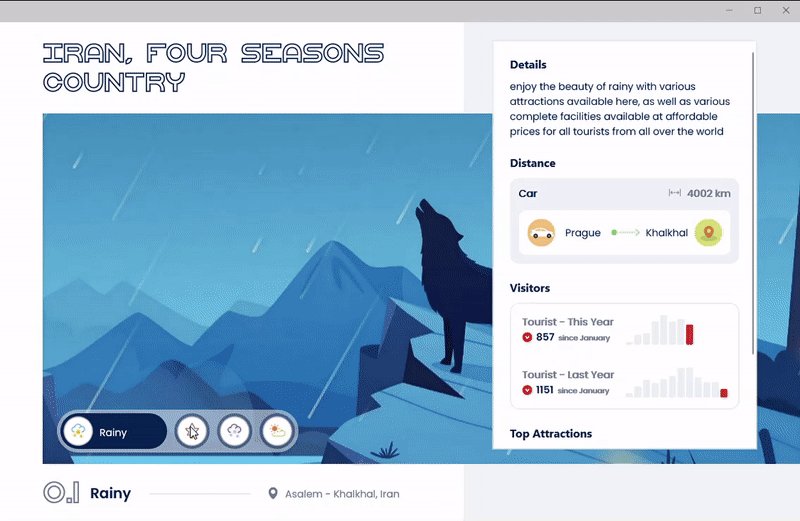 IRAN, FOUR SEASONS
COUNTRY
Details
enjoy the beauty of rainy with various
attractions available here, as well as various
complete facilities available at affordable
prices for all tourists from all over the world
Distance
Car 4002 km
Prague Khalkhal
Visitors
Tourist - This Year
857 since January
Tourist - Last Year
1151 since January
Top Attractions
Rainy
0.1 Rainy Asalem - Khalkhal, Iran